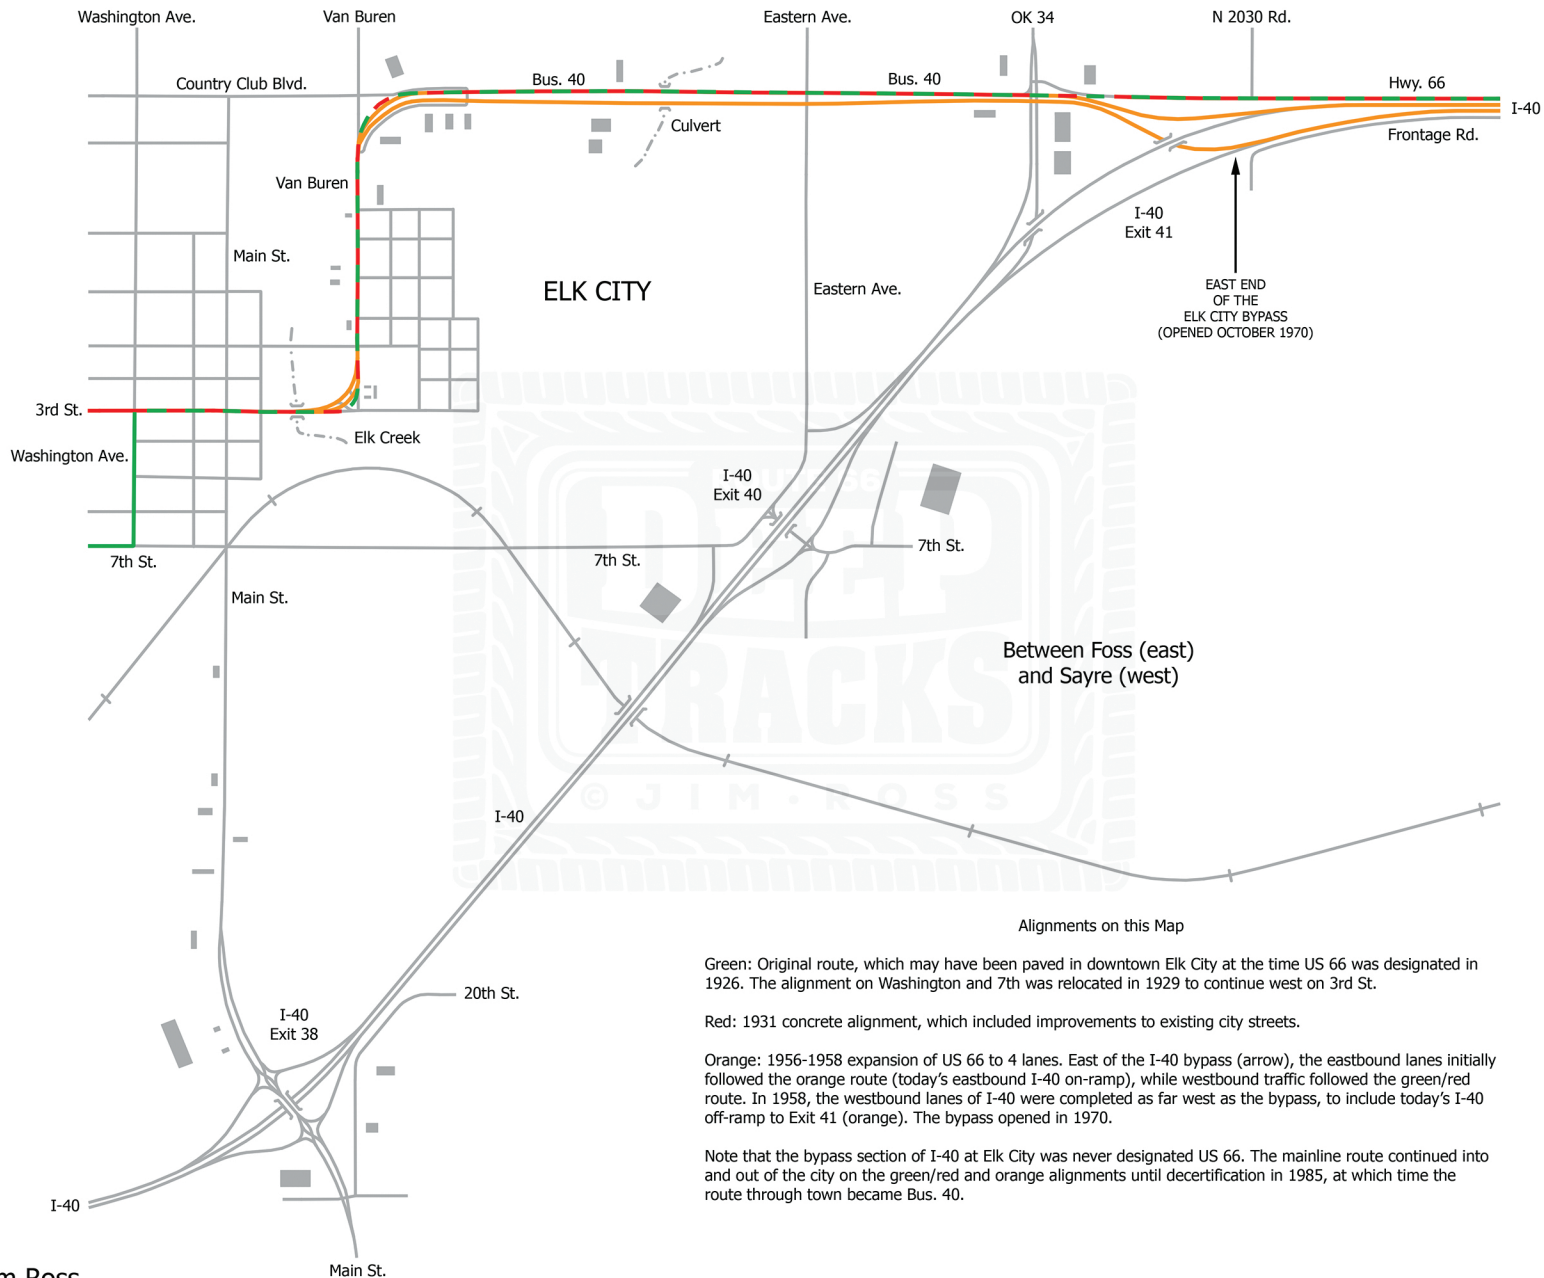 Washington Ave.
Van Buren
Eastern Ave.
OK 34
N 2030 Rd.
Country Club Blvd.
Bus. 40
Bus. 40
Hwy. 66
I-40
Culvert
Frontage Rd.
Van Buren
I-40
Exit 41
Main St.
ELK CITY
Eastern Ave.
EAST END
OF THE
ELK CITY BYPASS
(OPENED OCTOBER 1970)
3rd St.
Elk Creek
Washington Ave.
I-40
Exit 40
7th St.
7th St.
7th St.
Main St.
DEEP
TRACKS
© JIM · ROSS
Between Foss (east)
and Sayre (west)
I-40
20th St.
I-40
Exit 38
I-40
Main St.
Alignments on this Map
Green: Original route, which may have been paved in downtown Elk City at the time US 66 was designated in
1926. The alignment on Washington and 7th was relocated in 1929 to continue west on 3rd St.
Red: 1931 concrete alignment, which included improvements to existing city streets.
Orange: 1956-1958 expansion of US 66 to 4 lanes. East of the I-40 bypass (arrow), the eastbound lanes initially
followed the orange route (today's eastbound I-40 on-ramp), while westbound traffic followed the green/red
route. In 1958, the westbound lanes of I-40 were completed as far west as the bypass, to include today's I-40
off-ramp to Exit 41 (orange). The bypass opened in 1970.
Note that the bypass section of I-40 at Elk City was never designated US 66. The mainline route continued into
and out of the city on the green/red and orange alignments until decertification in 1985, at which time the
route through town became Bus. 40.
Ross